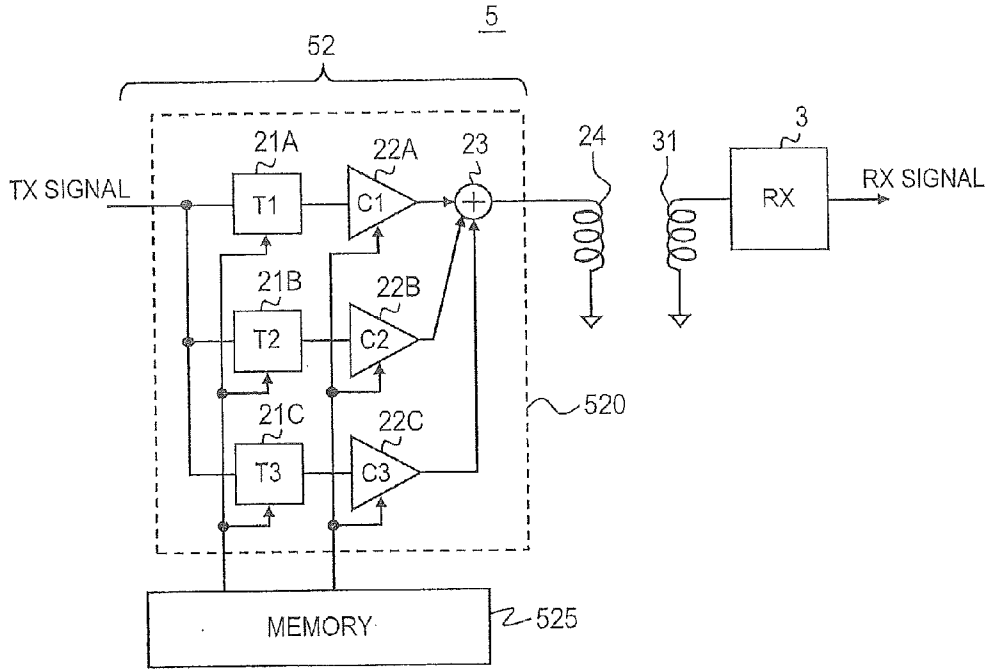 5
52
3
21A
22A
23
24
31
TX SIGNAL
T1
C1
RX
RX SIGNAL
21B
22B
T2
C2
520
21C
22C
T3
C3
MEMORY
525